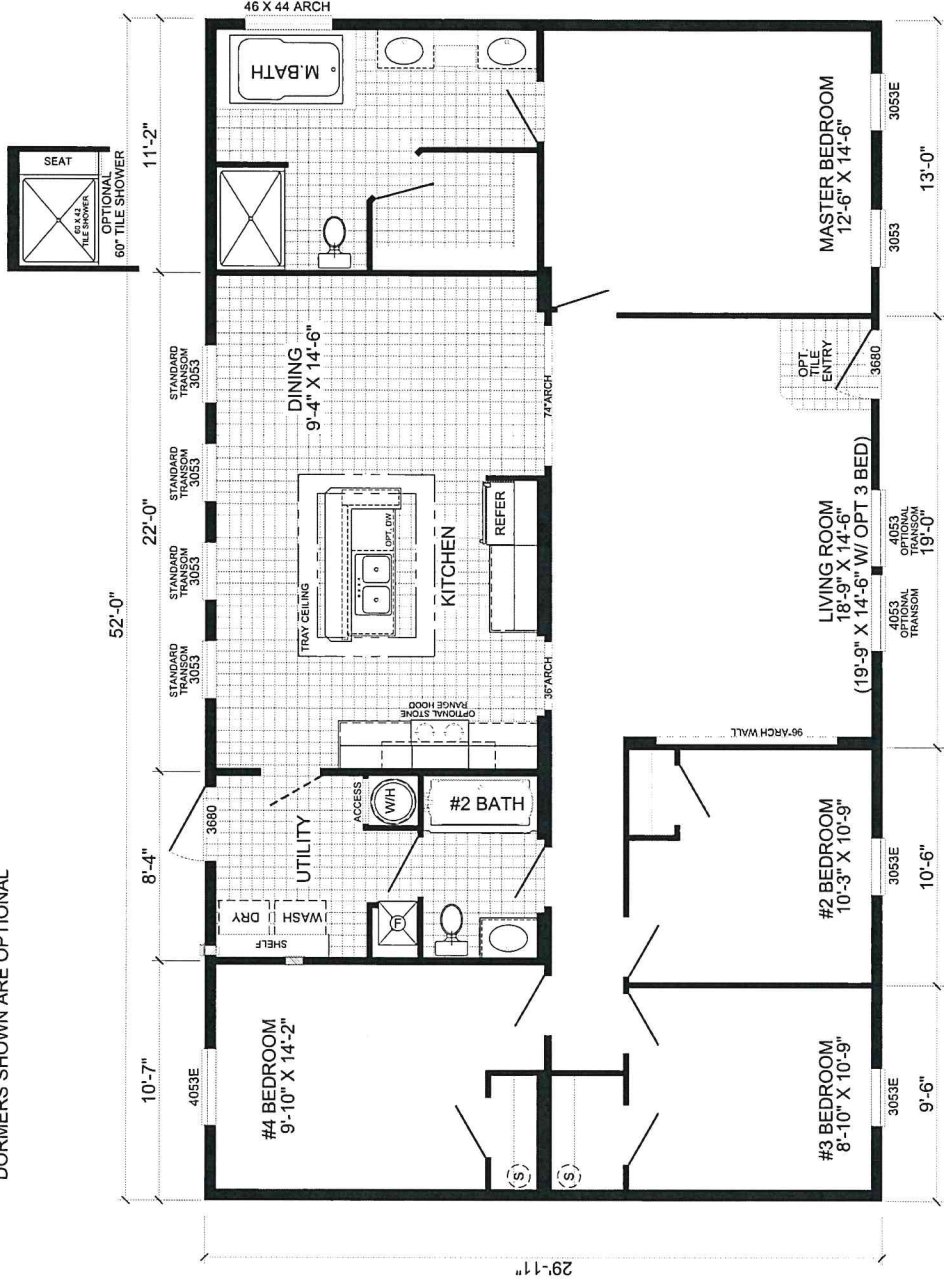 DORMERS SHOWN ARE OPTIONAL
SEAT
60 X 42
TILE SHOWER
OPTIONAL
60" TILE SHOWER
52'-0"
10'-7"
8'-4"
22'-0"
11'-2"
46 X 44 ARCH
4053E
3680
STANDARD
TRANSOM
3053
STANDARD
TRANSOM
3053
STANDARD
TRANSOM
3053
STANDARD
TRANSOM
3053
29'-11"
#4 BEDROOM
9'-10" X 14'-2"
S
S
SHELF
WASH
DRY
UTILITY
ACCESS
W/H
F
#2 BATH
OPTIONAL STONE
RANGE HOOD
TRAY CEILING
OPT. DW
KITCHEN
REFER
DINING
9'-4" X 14'-6"
M.BATH
36"ARCH
74"ARCH
96"ARCH WALL
#3 BEDROOM
8'-10" X 10'-9"
#2 BEDROOM
10'-3" X 10'-9"
LIVING ROOM
18'-9" X 14'-6"
(19'-9" X 14'-6" W/ OPT 3 BED)
OPT.
TILE
ENTRY
MASTER BEDROOM
12'-6" X 14'-6"
3053E
3053E
4053
OPTIONAL
TRANSOM
4053
OPTIONAL
TRANSOM
3680
3053
3053E
9'-6"
10'-6"
19'-0"
13'-0"